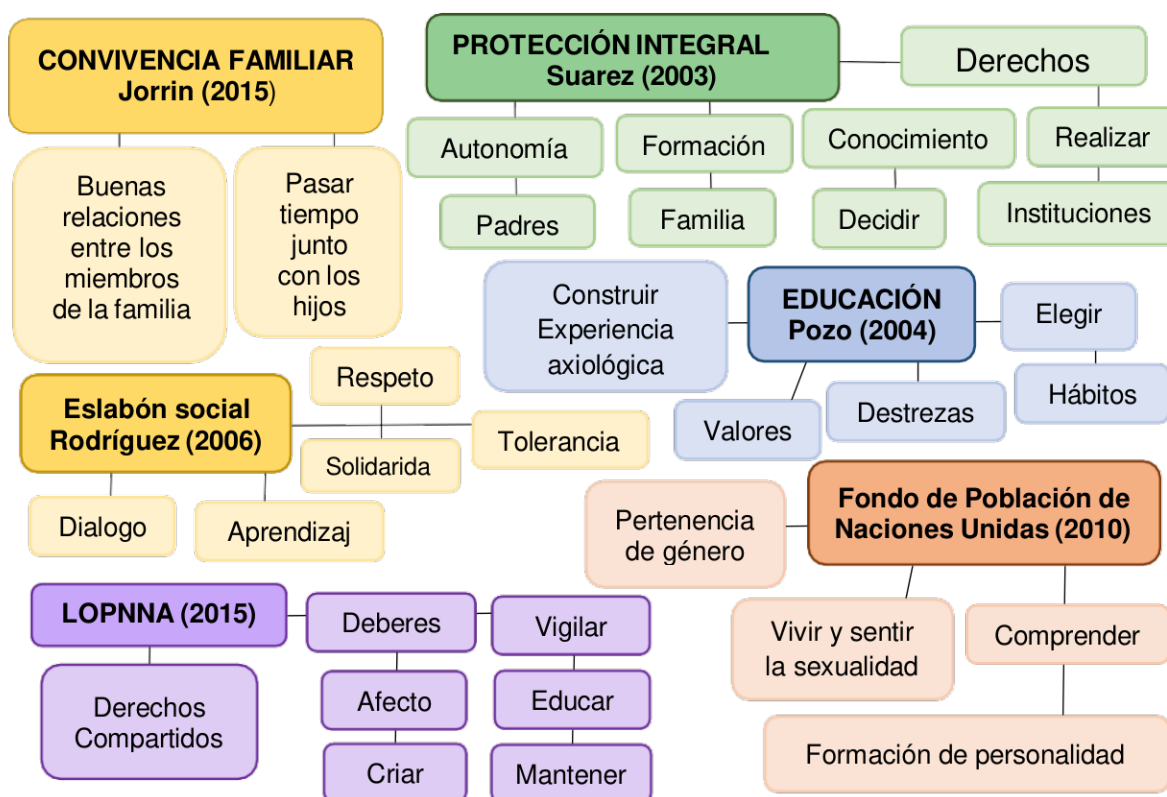 CONVIVENCIA FAMILIAR
Jorrin (2015)
Buenas
relaciones
entre los
miembros
de la familia
Pasar
tiempo
junto
con los
hijos
PROTECCIÓN INTEGRAL
Suarez (2003)
Derechos
Autonomía
Formación
Conocimiento
Realizar
Padres
Familia
Decidir
Instituciones
Construir
Experiencia
axiológica
EDUCACIÓN
Pozo (2004)
Elegir
Valores
Destrezas
Hábitos
Eslabón social
Rodríguez (2006)
Respeto
Solidarida
Tolerancia
Dialogo
Aprendizaj
Pertenencia
de género
Fondo de Población de
Naciones Unidas (2010)
Vivir y sentir
la sexualidad
Comprender
Formación de personalidad
LOPNNA (2015)
Deberes
Vigilar
Derechos
Compartidos
Afecto
Educar
Criar
Mantener